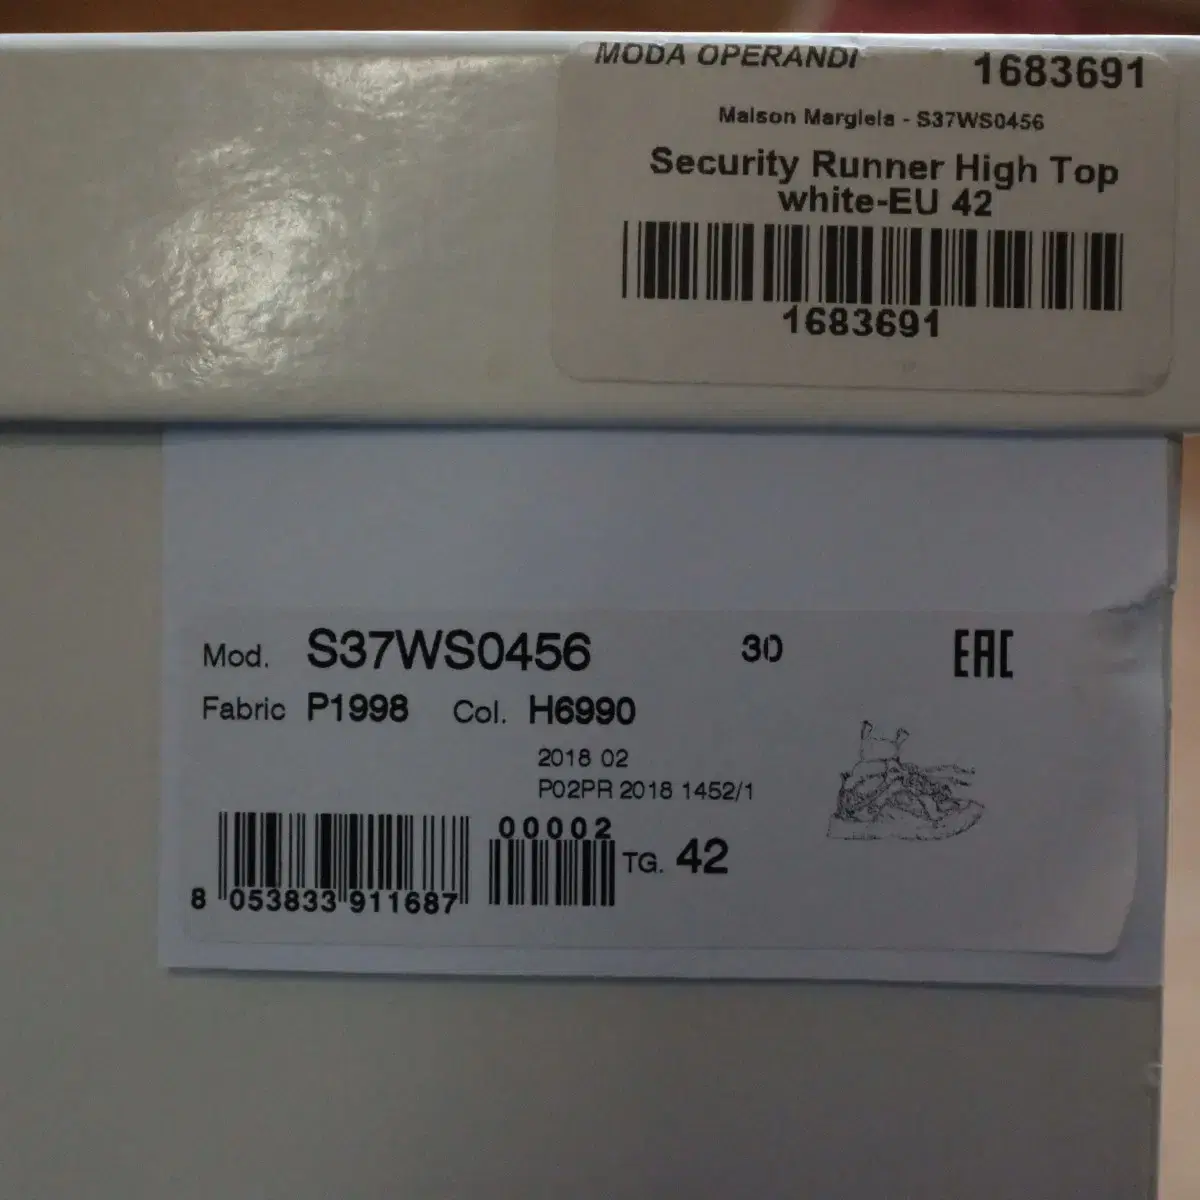 MODA OPERANDI 1683691
Maison Margiela - S37WS0456
Security Runner High Top
white-EU 42
1683691
Mod. S37WS0456 30 EAC
Fabric P1998 Col. H6990
2018 02
P02PR 2018 1452/1
00002
TG. 42
8 053833 911687